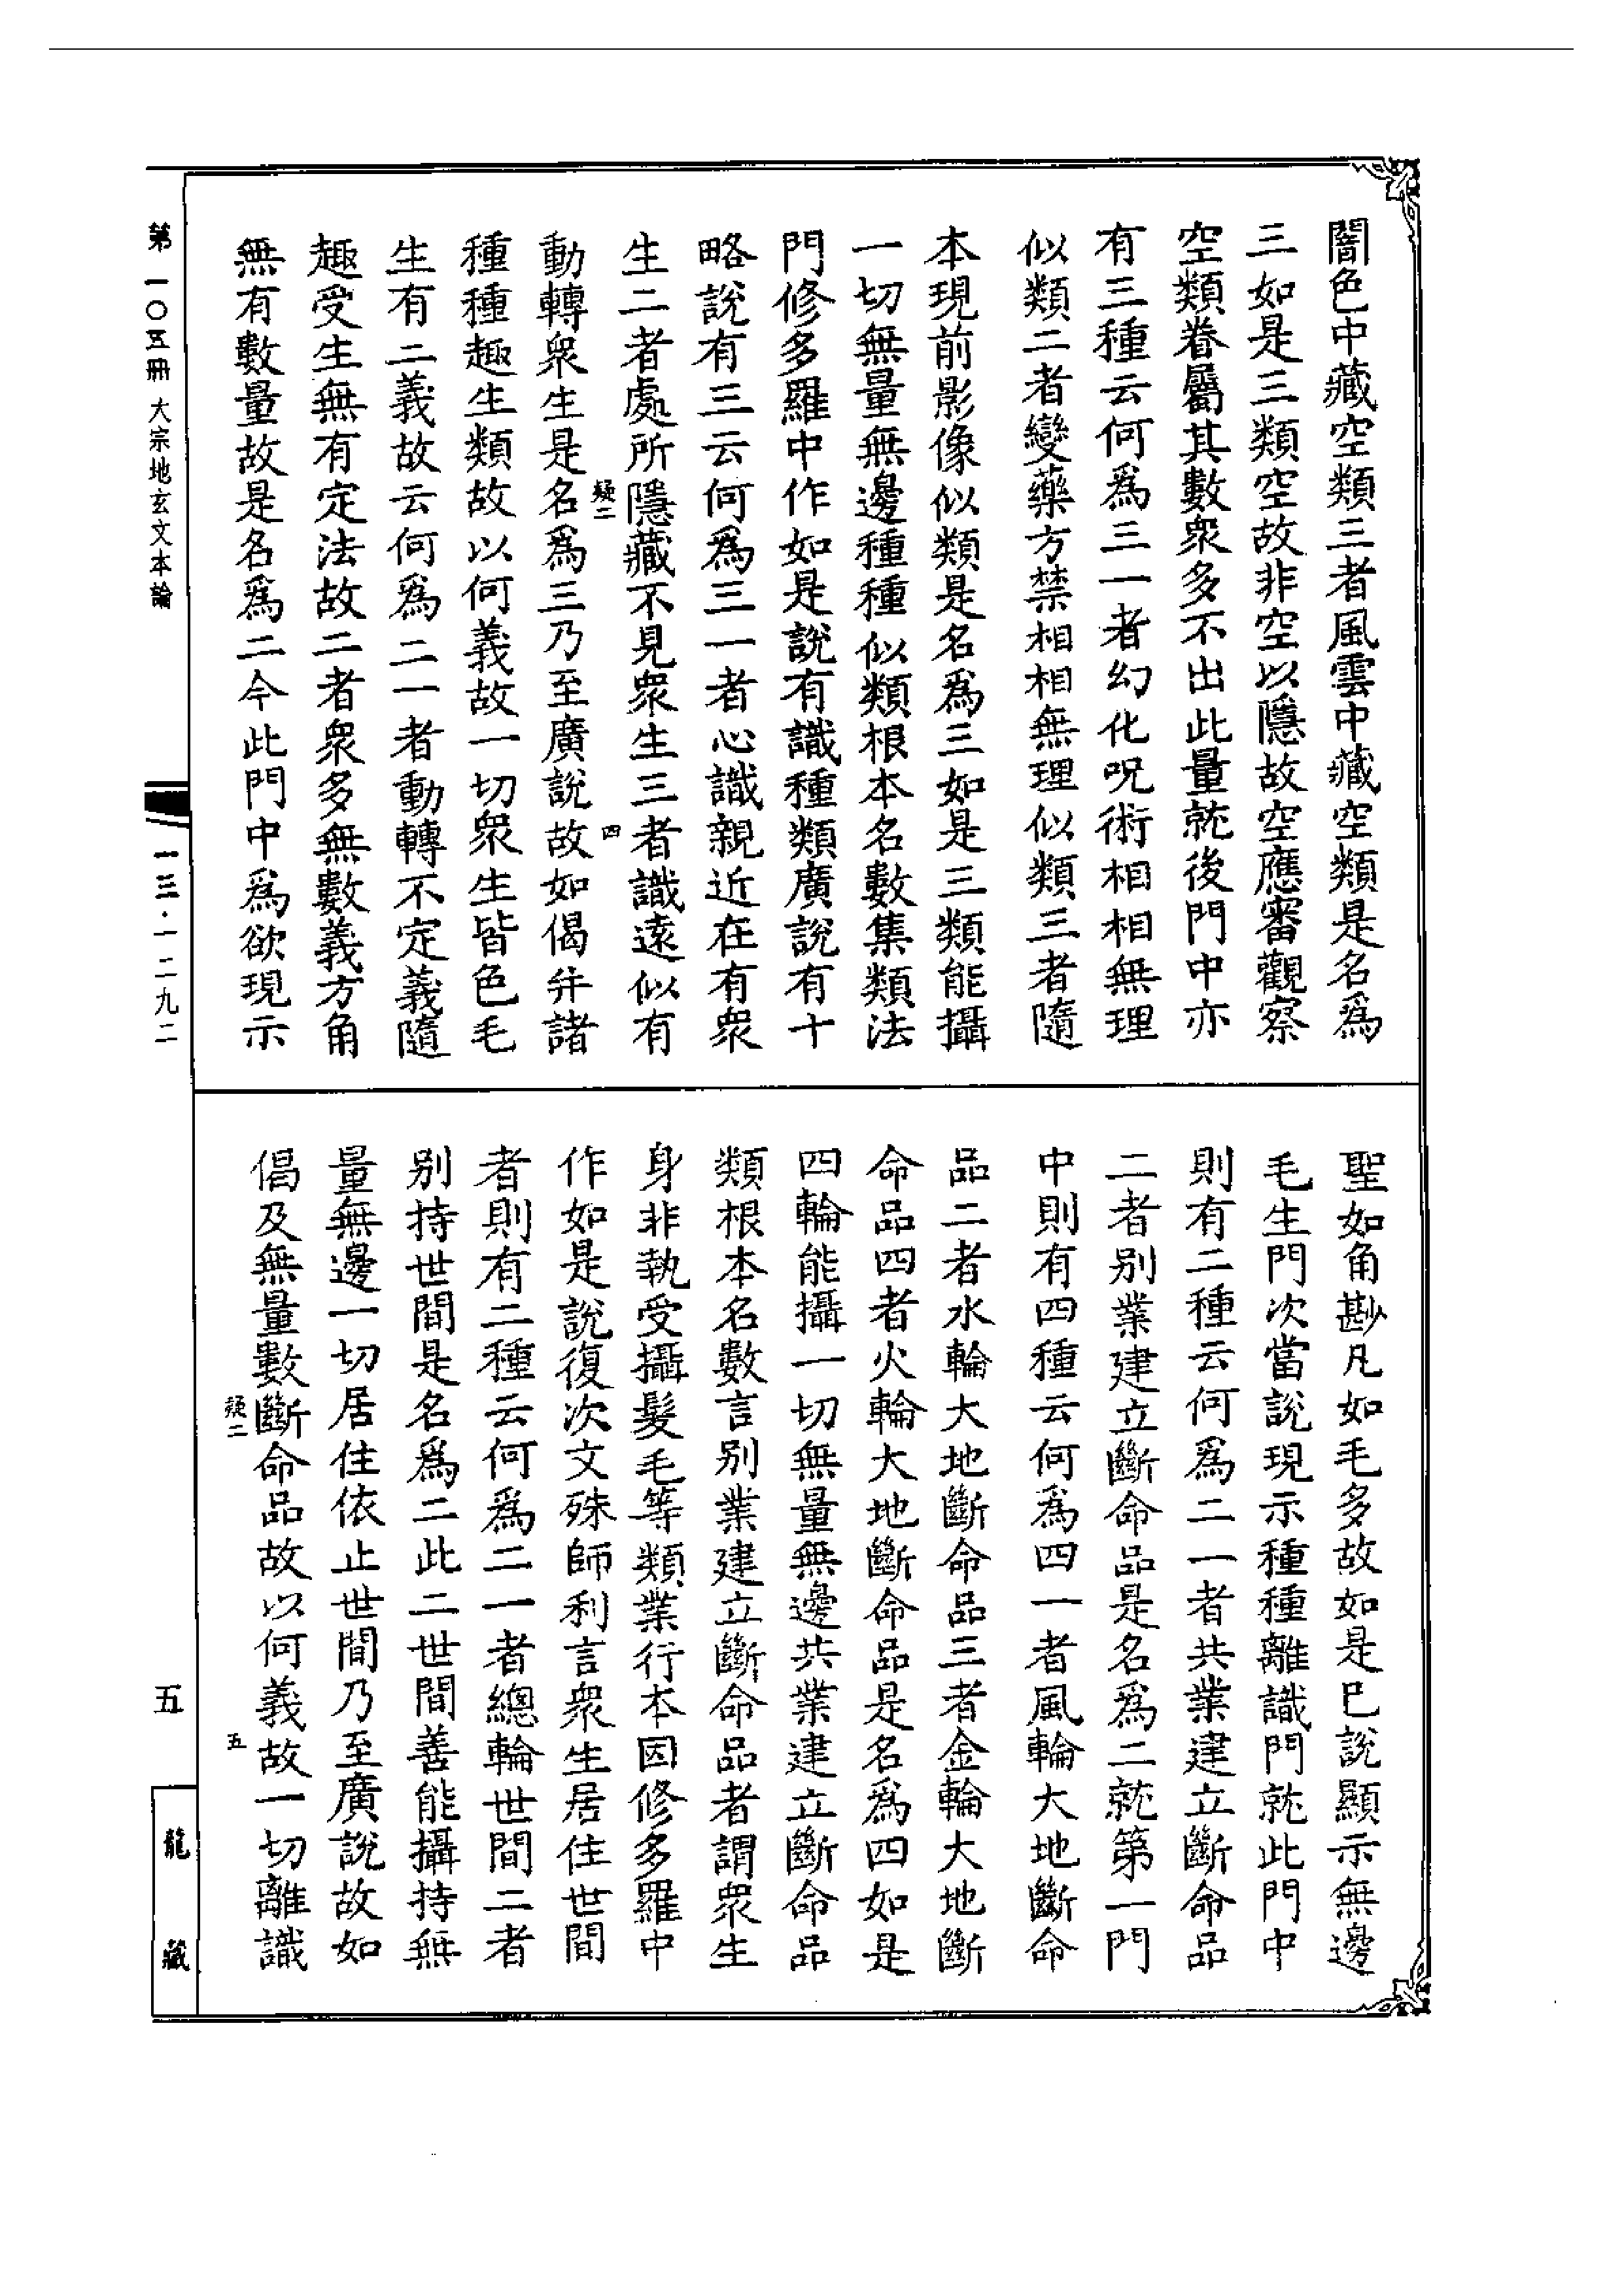 闇色中藏空類三者風雲中藏空類是名爲
三如是三類空故非空以隱故空應審觀察
空類眷屬其數衆多不出此量就後門中亦
有三種云何爲三一者幻化呪術相相無理
似類二者變藥方禁相相無理似類三者隨
本現前影像似類是名爲三如是三類能攝
一切無量無邊種種似類根本名數集類法
門修多羅中作如是說有識種類廣說有十
略說有三云何爲三一者心識親近在有衆
生二者處所隱藏不見衆生三者識遠似有
疑二 四
動轉衆生是名爲三乃至廣說故如偈并諸
種種趣生類故以何義故一切衆生皆色毛
生有二義故云何爲二一者動轉不定義隨
趣受生無有定法故二者衆多無數義方角
無有數量故是名爲二今此門中爲欲現示
聖如角尠凡如毛多故如是巳說顯示無邊
毛生門次當說現示種種離識門就此門中
則有二種云何爲二一者共業建立斷命品
二者别業建立斷命品是名爲二就第一門
中則有四種云何爲四一者風輪大地斷命
品二者水輪大地斷命品三者金輪大地斷
命品四者火輪大地斷命品是名爲四如是
四輪能攝一切無量無邊共業建立斷命品
類根本名數言别業建立斷命品者謂衆生
身非執受攝髮毛等類業行本因修多羅中
作如是說復次文殊師利言衆生居住世間
者則有二種云何爲二一者總輪世間二者
别持世間是名爲二此二世間善能攝持無
量無邊一切居住依止世間乃至廣說故如
偈及無量數斷命品故以何義故一切離識
疑二 五
第一〇五冊 大宗地玄文本論
一三·一二九二
五
龍藏